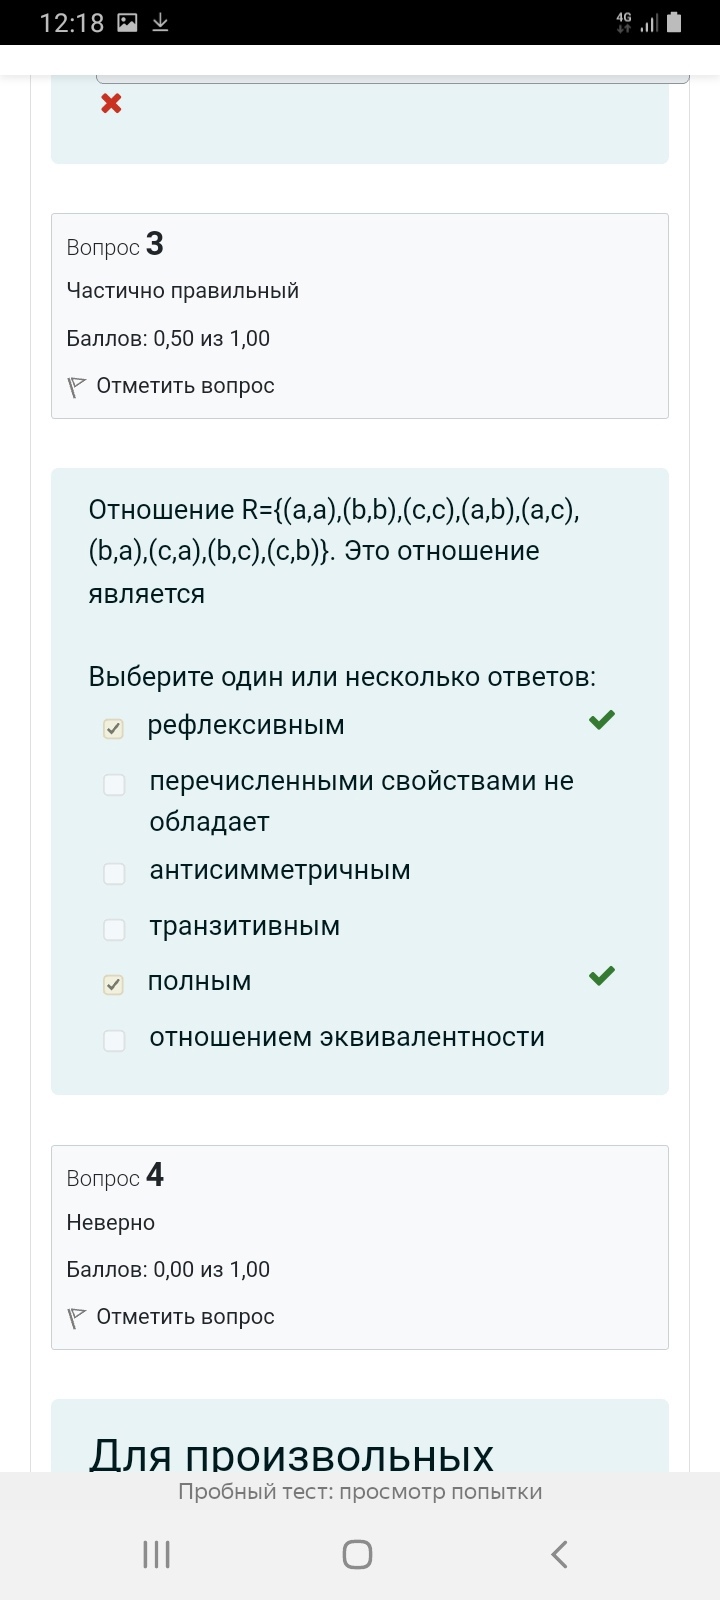 12:18
4G
Вопрос 3
Частично правильный
Баллов: 0,50 из 1,00
Отметить вопрос
Отношение R={(a,a),(b,b),(c,c),(a,b),(a,c),
(b,a),(c,a),(b,c),(c,b)}. Это отношение
является
Выберите один или несколько ответов:
рефлексивным
перечисленными свойствами не
обладает
антисимметричным
транзитивным
полным
отношением эквивалентности
Вопрос 4
Неверно
Баллов: 0,00 из 1,00
Отметить вопрос
Для произвольных
Пробный тест: просмотр попытки